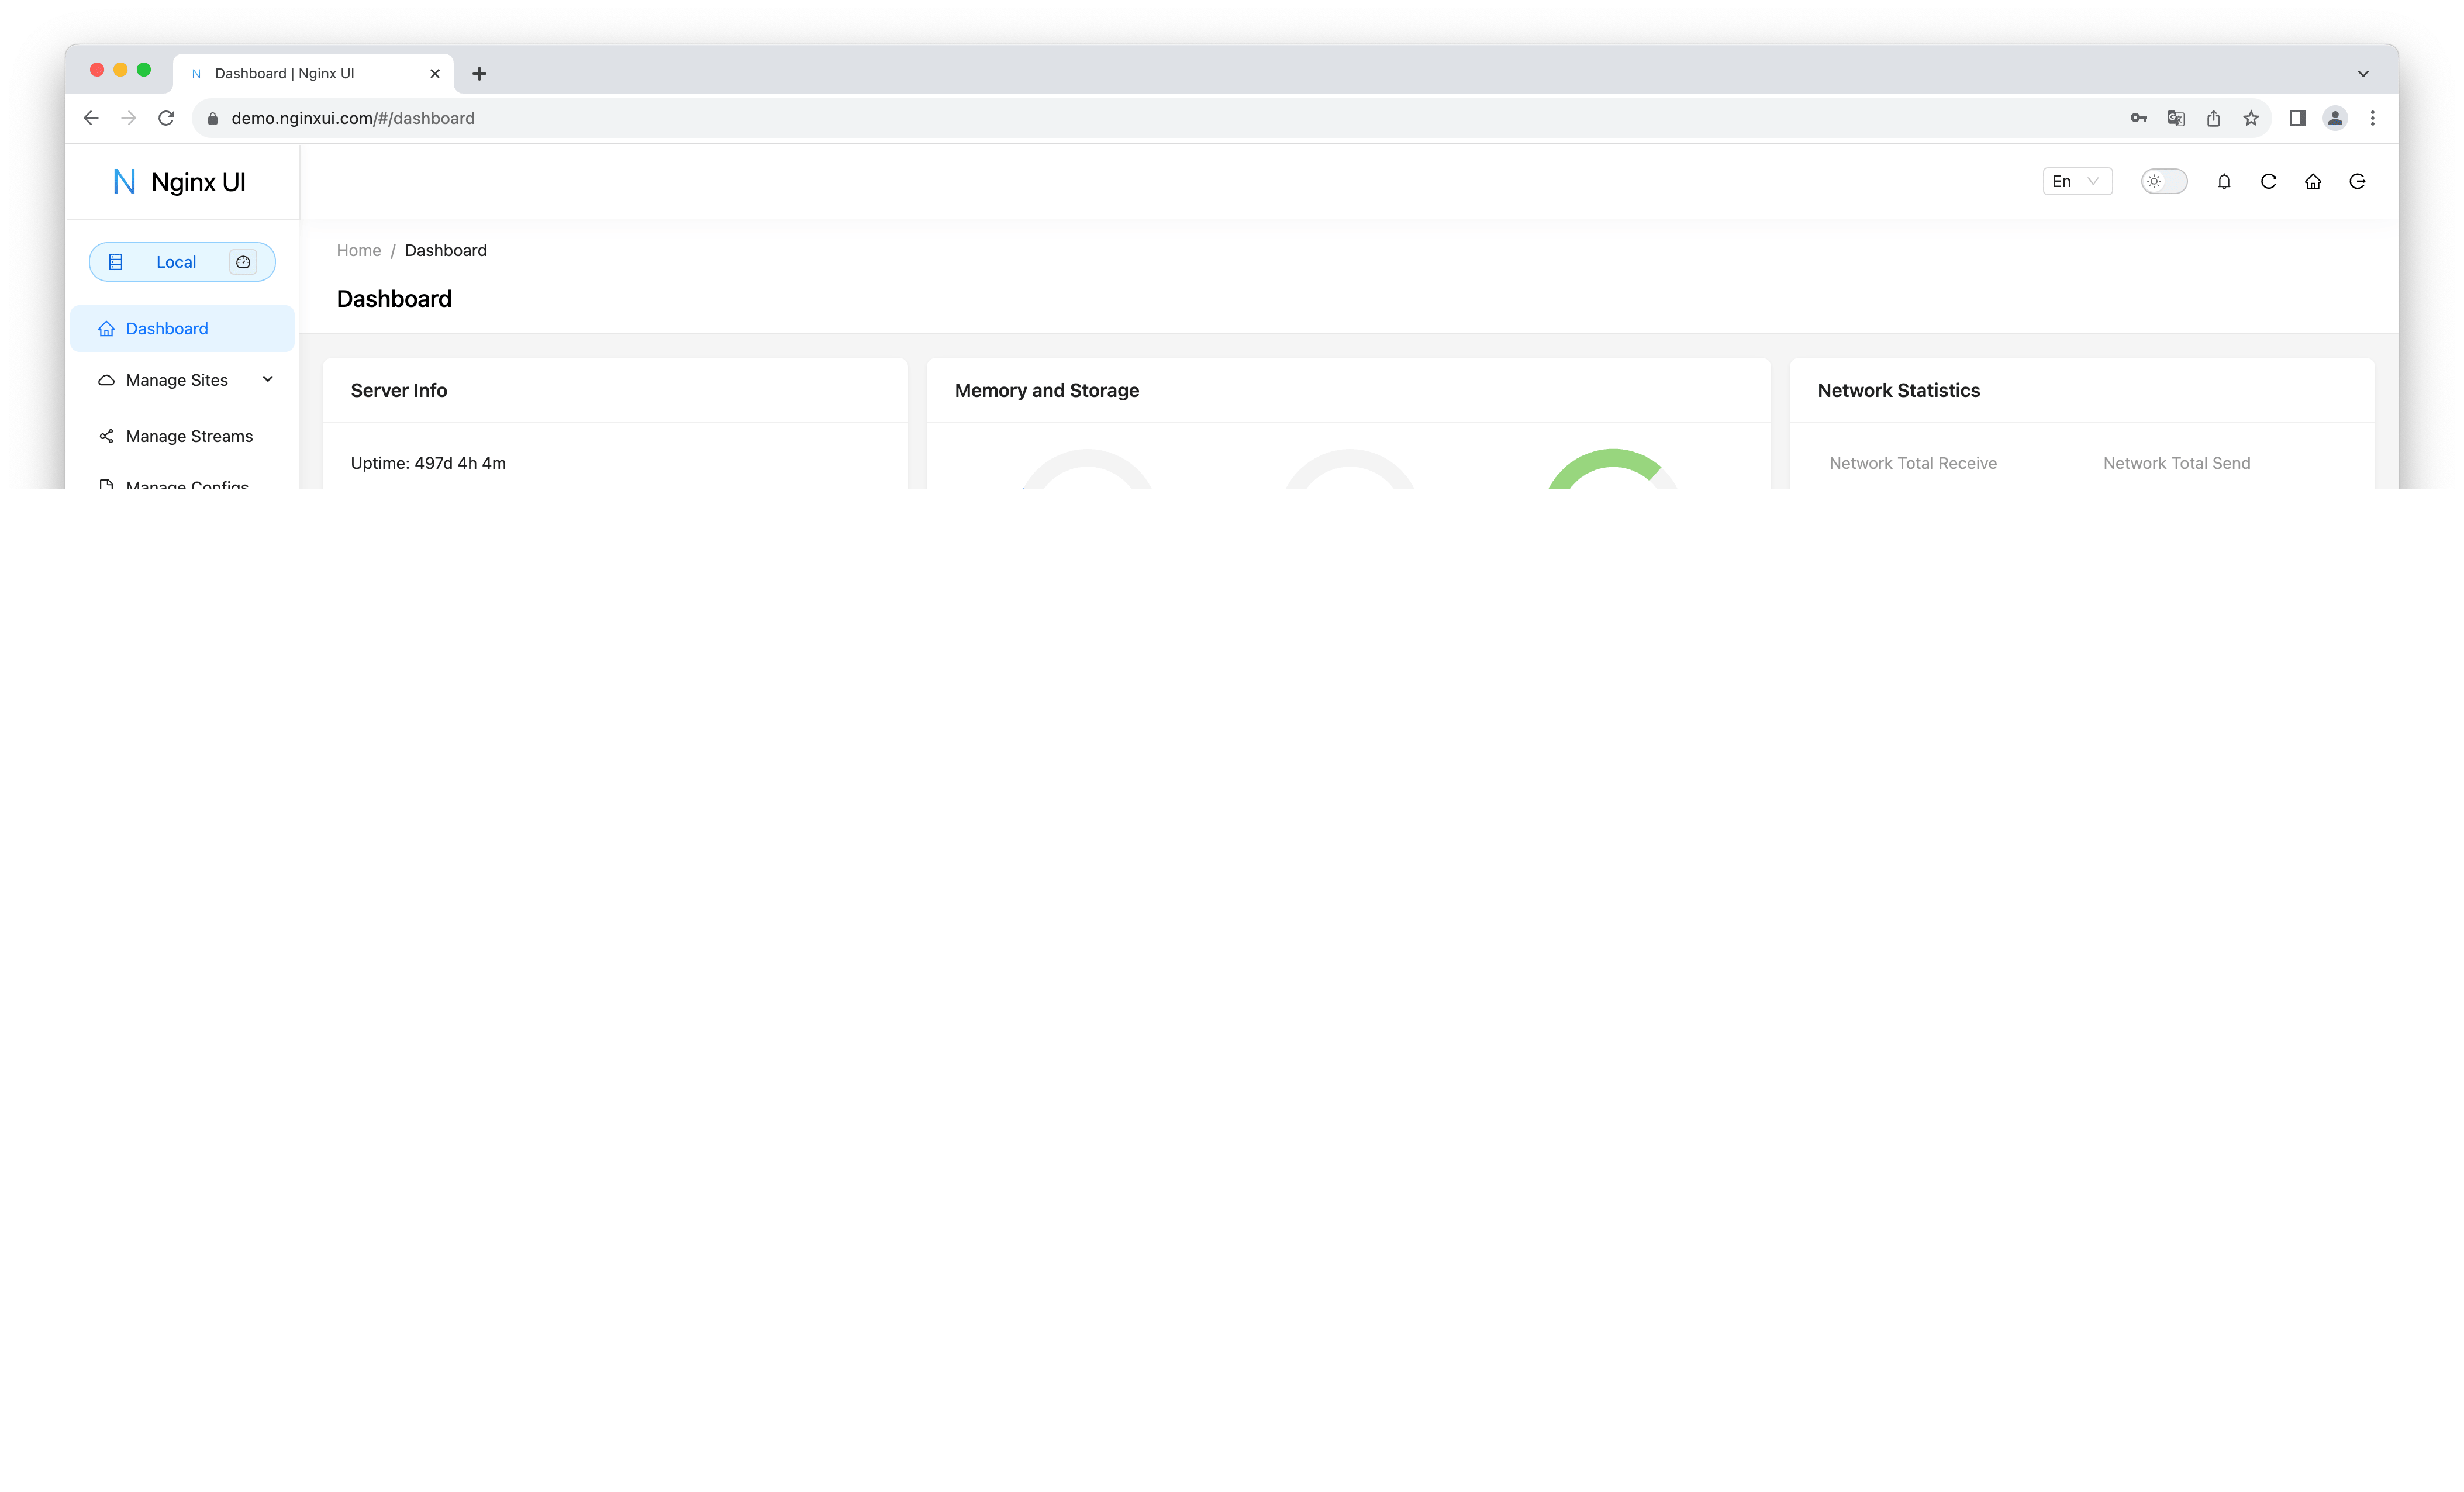 Dashboard | Nginx UI
demo.nginxui.com/#/dashboard
Nginx UI
En
Local
Home / Dashboard
Dashboard
Dashboard
Manage Sites
Manage Streams
Manage Configs
Server Info
Uptime: 497d 4h 4m
Memory and Storage
Network Statistics
Network Total Receive
Network Total Send